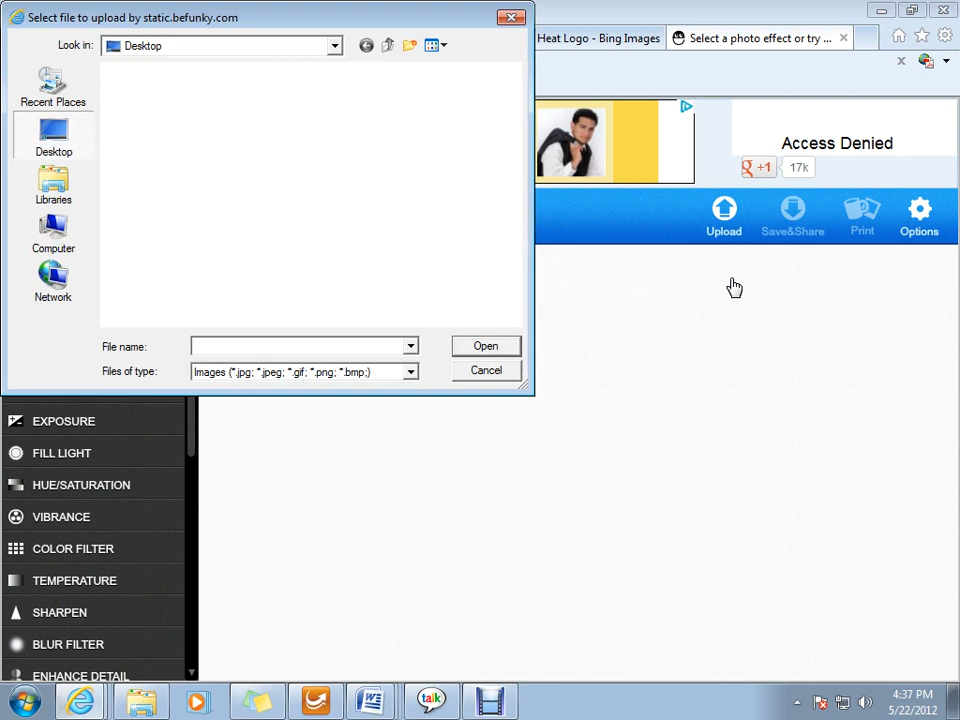 Select file to upload by static.befunky.com
Look in:
Desktop
Heat Logo - Bing Images
Select a photo effect or try ...
Recent Places
Desktop
Libraries
Computer
Network
Access Denied
+1
17k
Upload
Save&Share
Print
Options
File name:
Open
Files of type:
Images (*.jpg; *.jpeg; *.gif; *.png; *.bmp;)
Cancel
EXPOSURE
FILL LIGHT
HUE/SATURATION
VIBRANCE
COLOR FILTER
TEMPERATURE
SHARPEN
BLUR FILTER
ENHANCE DETAIL
talk
4:37 PM
5/22/2012